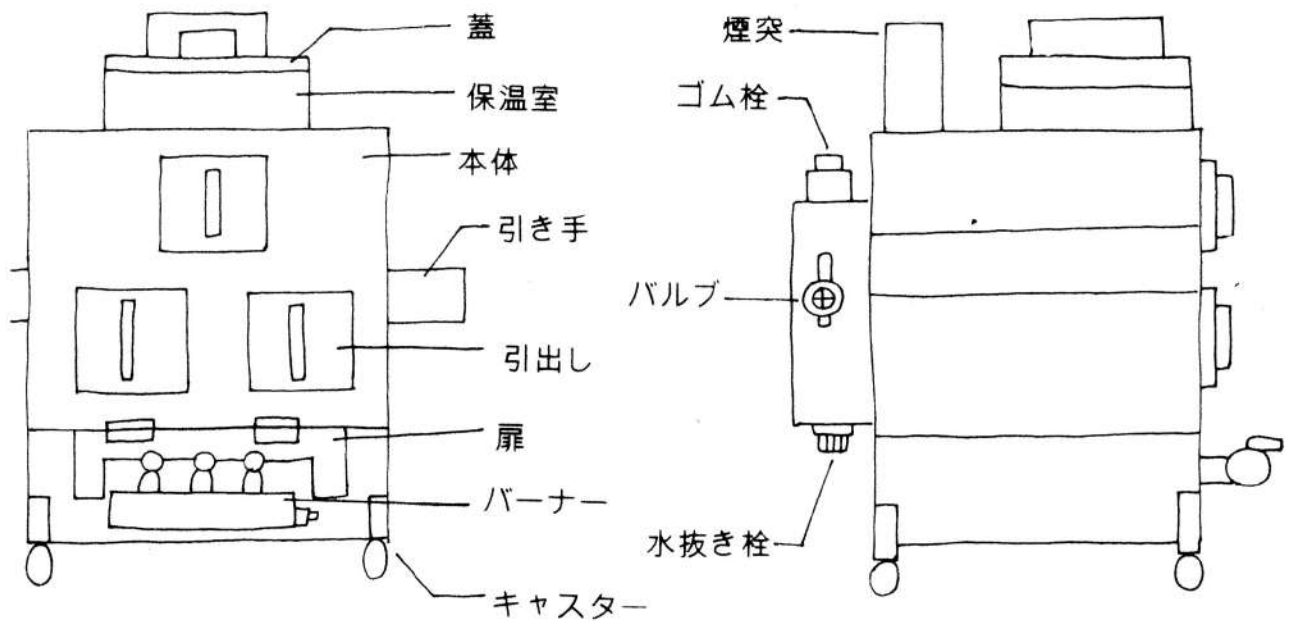 蓋
保温室
本体
引き手
引出し
扉
バーナー
キャスター
煙突
ゴム栓
バルブ
水抜き栓